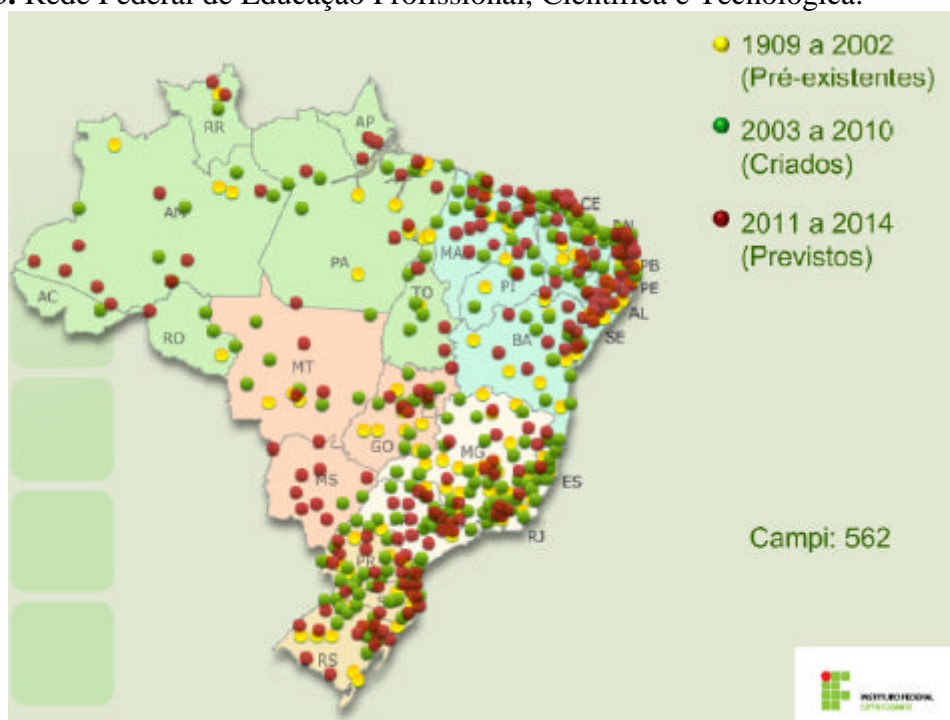 . Rede Federal de Educação Profissional, Científica e Tecnológica.
1909 a 2002
(Pré-existentes)
2003 a 2010
(Criados)
2011 a 2014
(Previstos)
RR
AP
AM
PA
MA
CE
RN
PB
PE
AL
SE
PI
TO
BA
AC
RO
MT
GO
MG
ES
MS
RJ
PR
RS
Campi: 562
INSTITUTO FEDERAL